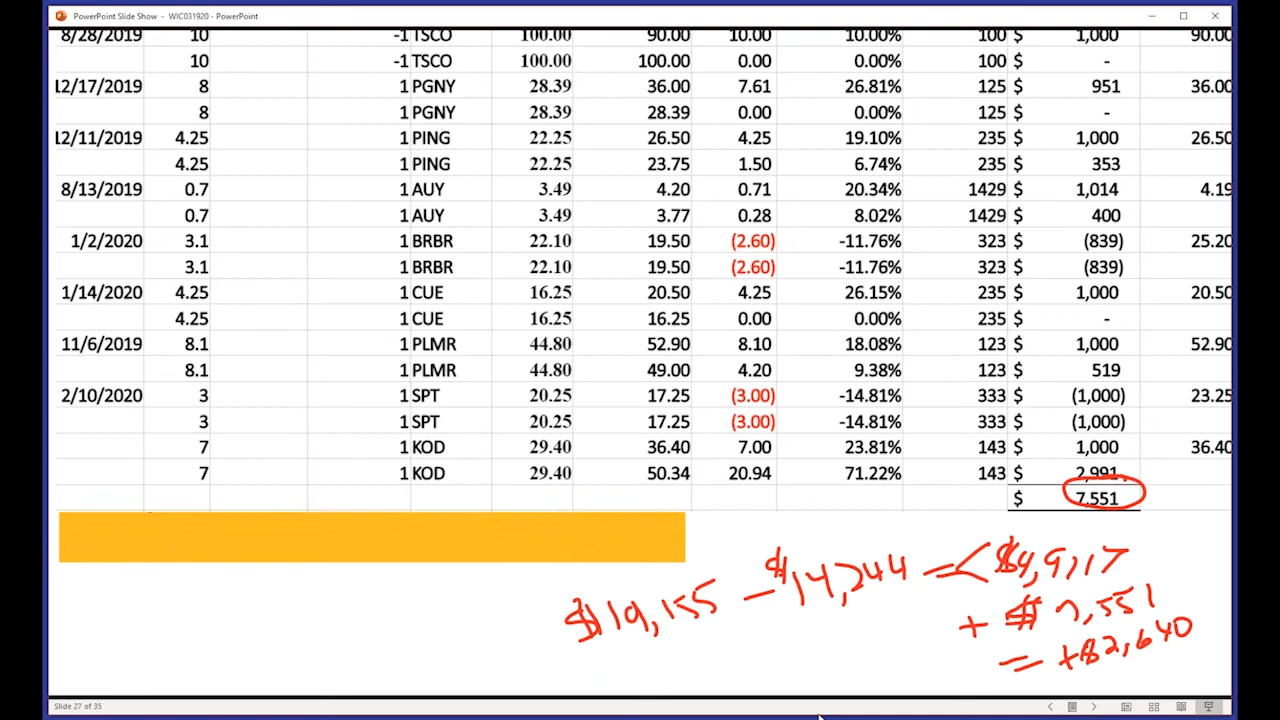 PowerPoint Slide Show - WIC031920 - PowerPoint
8/28/2019 10 -1 TSCO 100.00 90.00 10.00 10.00% 100 $ 1,000 90.00
10 -1 TSCO 100.00 100.00 0.00 0.00% 100 $ -
12/17/2019 8 1 PGNY 28.39 36.00 7.61 26.81% 125 $ 951 36.00
8 1 PGNY 28.39 28.39 0.00 0.00% 125 $ -
12/11/2019 4.25 1 PING 22.25 26.50 4.25 19.10% 235 $ 1,000 26.50
4.25 1 PING 22.25 23.75 1.50 6.74% 235 $ 353
8/13/2019 0.7 1 AUY 3.49 4.20 0.71 20.34% 1429 $ 1,014 4.19
0.7 1 AUY 3.49 3.77 0.28 8.02% 1429 $ 400
1/2/2020 3.1 1 BRBR 22.10 19.50 (2.60) -11.76% 323 $ (839) 25.20
3.1 1 BRBR 22.10 19.50 (2.60) -11.76% 323 $ (839)
1/14/2020 4.25 1 CUE 16.25 20.50 4.25 26.15% 235 $ 1,000 20.50
4.25 1 CUE 16.25 16.25 0.00 0.00% 235 $ -
11/6/2019 8.1 1 PLMR 44.80 52.90 8.10 18.08% 123 $ 1,000 52.90
8.1 1 PLMR 44.80 49.00 4.20 9.38% 123 $ 519
2/10/2020 3 1 SPT 20.25 17.25 (3.00) -14.81% 333 $ (1,000) 23.25
3 1 SPT 20.25 17.25 (3.00) -14.81% 333 $ (1,000)
7 1 KOD 29.40 36.40 7.00 23.81% 143 $ 1,000 36.40
7 1 KOD 29.40 50.34 20.94 71.22% 143 $ 2,991
$ 7,551
$19,155 - $14,244 = <$4,917>
+ $7,551
= +$2,640
Slide 27 of 35